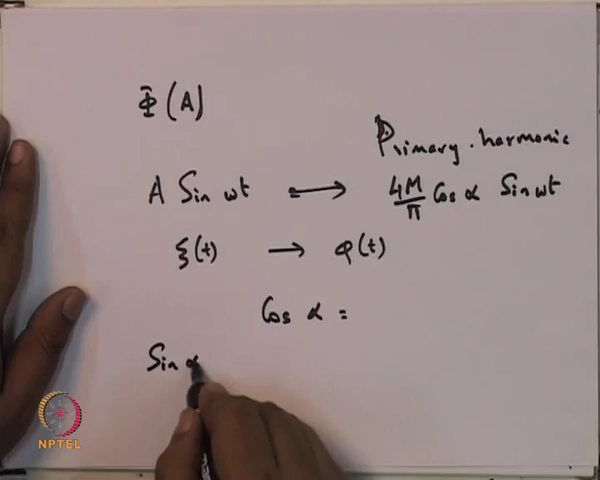 Φ(A)
Primary harmonic
A Sin ωt → 4M/π Cos α Sin ωt
ξ(t) → φ(t)
Cos α =
Sin α
NPTEL